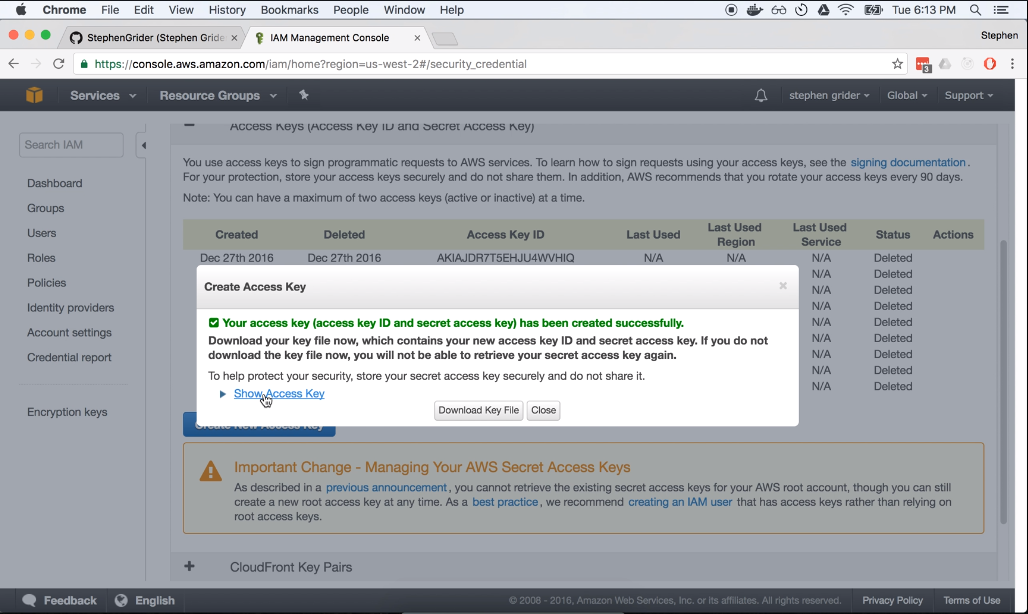 Chrome File Edit View History Bookmarks People Window Help Tue 6:13 PM
StephenGrider (Stephen Gride × IAM Management Console × Stephen
https://console.aws.amazon.com/iam/home?region=us-west-2#/security_credential 3
Services Resource Groups stephen grider Global Support
Search IAM
Dashboard
Groups
Users
Roles
Policies
Identity providers
Account settings
Credential report
Encryption keys
Access Keys (Access Key ID and Secret Access Key)
You use access keys to sign programmatic requests to AWS services. To learn how to sign requests using your access keys, see the signing documentation.
For your protection, store your access keys securely and do not share them. In addition, AWS recommends that you rotate your access keys every 90 days.
Note: You can have a maximum of two access keys (active or inactive) at a time.
Created Deleted Access Key ID Last Used Last Used Region Last Used Service Status Actions
Dec 27th 2016 Dec 27th 2016 AKIAJDR7T5EHJU4WVHIQ N/A N/A N/A Deleted
N/A Deleted
N/A Deleted
N/A Deleted
N/A Deleted
N/A Deleted
N/A Deleted
N/A Deleted
N/A Deleted
Create Access Key ×
Your access key (access key ID and secret access key) has been created successfully.
Download your key file now, which contains your new access key ID and secret access key. If you do not
download the key file now, you will not be able to retrieve your secret access key again.
To help protect your security, store your secret access key securely and do not share it.
Show Access Key
Download Key File Close
Create New Access Key
Important Change - Managing Your AWS Secret Access Keys
As described in a previous announcement, you cannot retrieve the existing secret access keys for your AWS root account, though you can still
create a new root access key at any time. As a best practice, we recommend creating an IAM user that has access keys rather than relying on
root access keys.
CloudFront Key Pairs
Feedback English © 2008 - 2016, Amazon Web Services, Inc. or its affiliates. All rights reserved. Privacy Policy Terms of Use